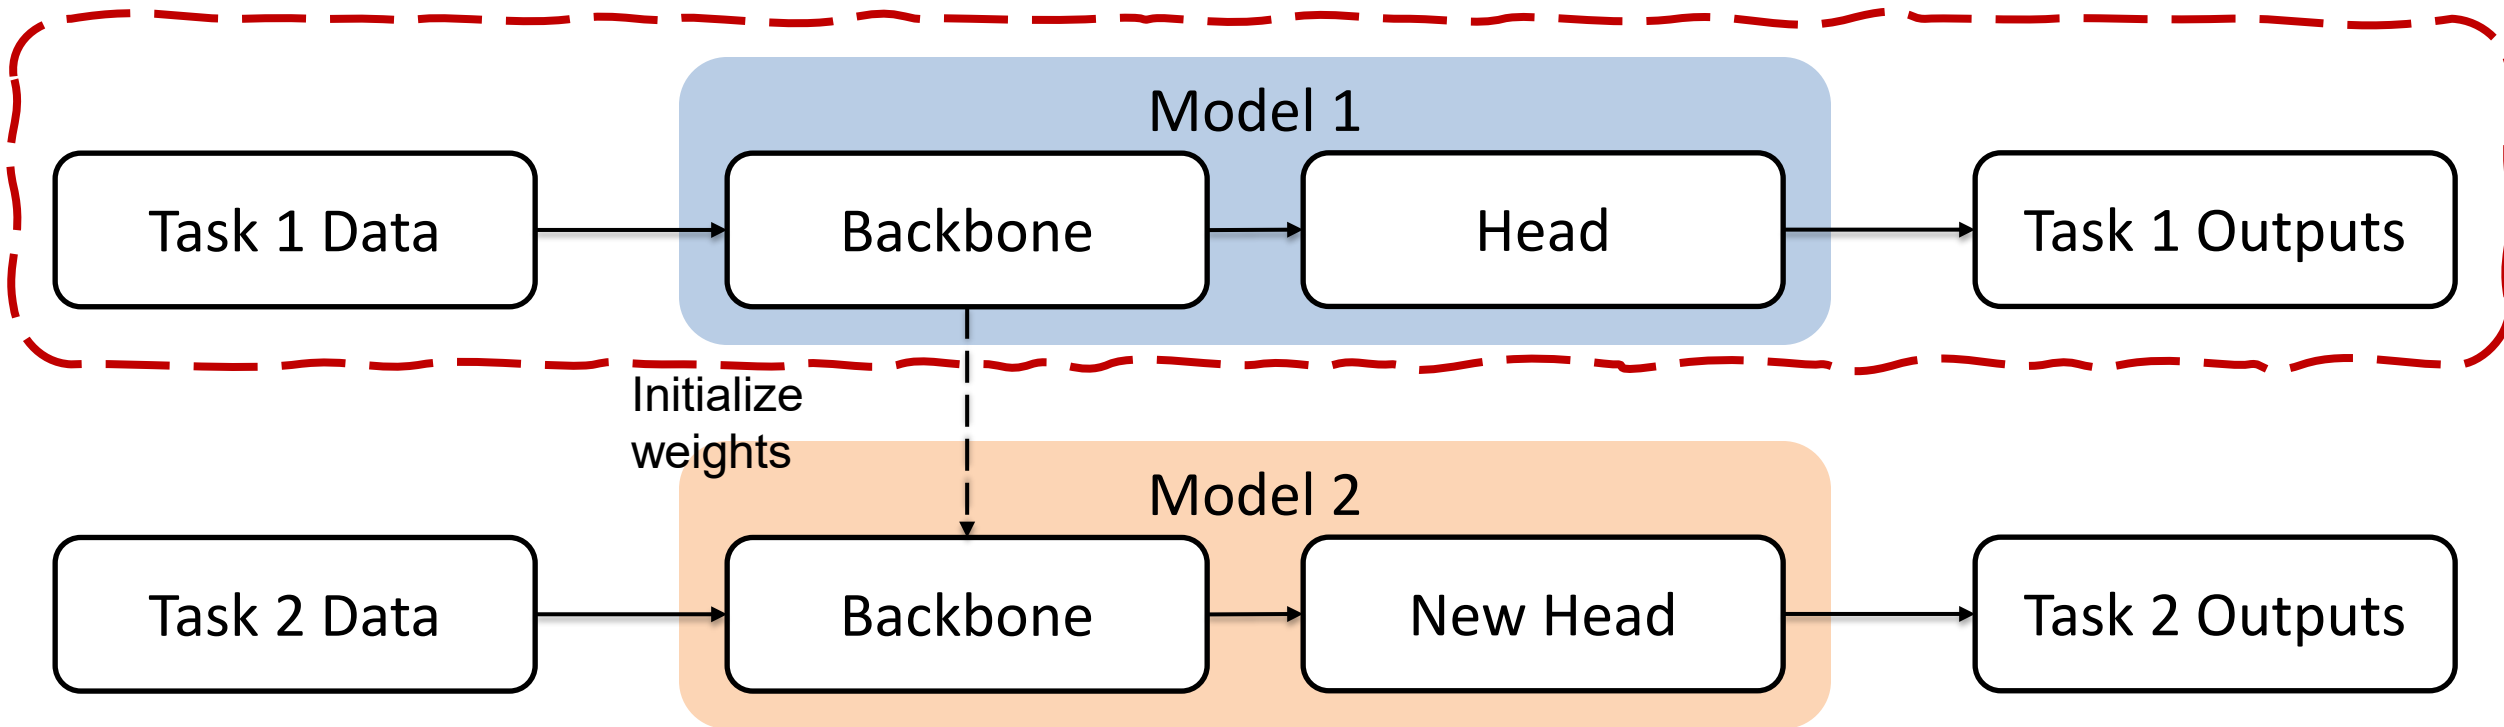 Model 1
Task 1 Data
Backbone
Head
Task 1 Outputs
Initialize
weights
Model 2
Task 2 Data
Backbone
New Head
Task 2 Outputs